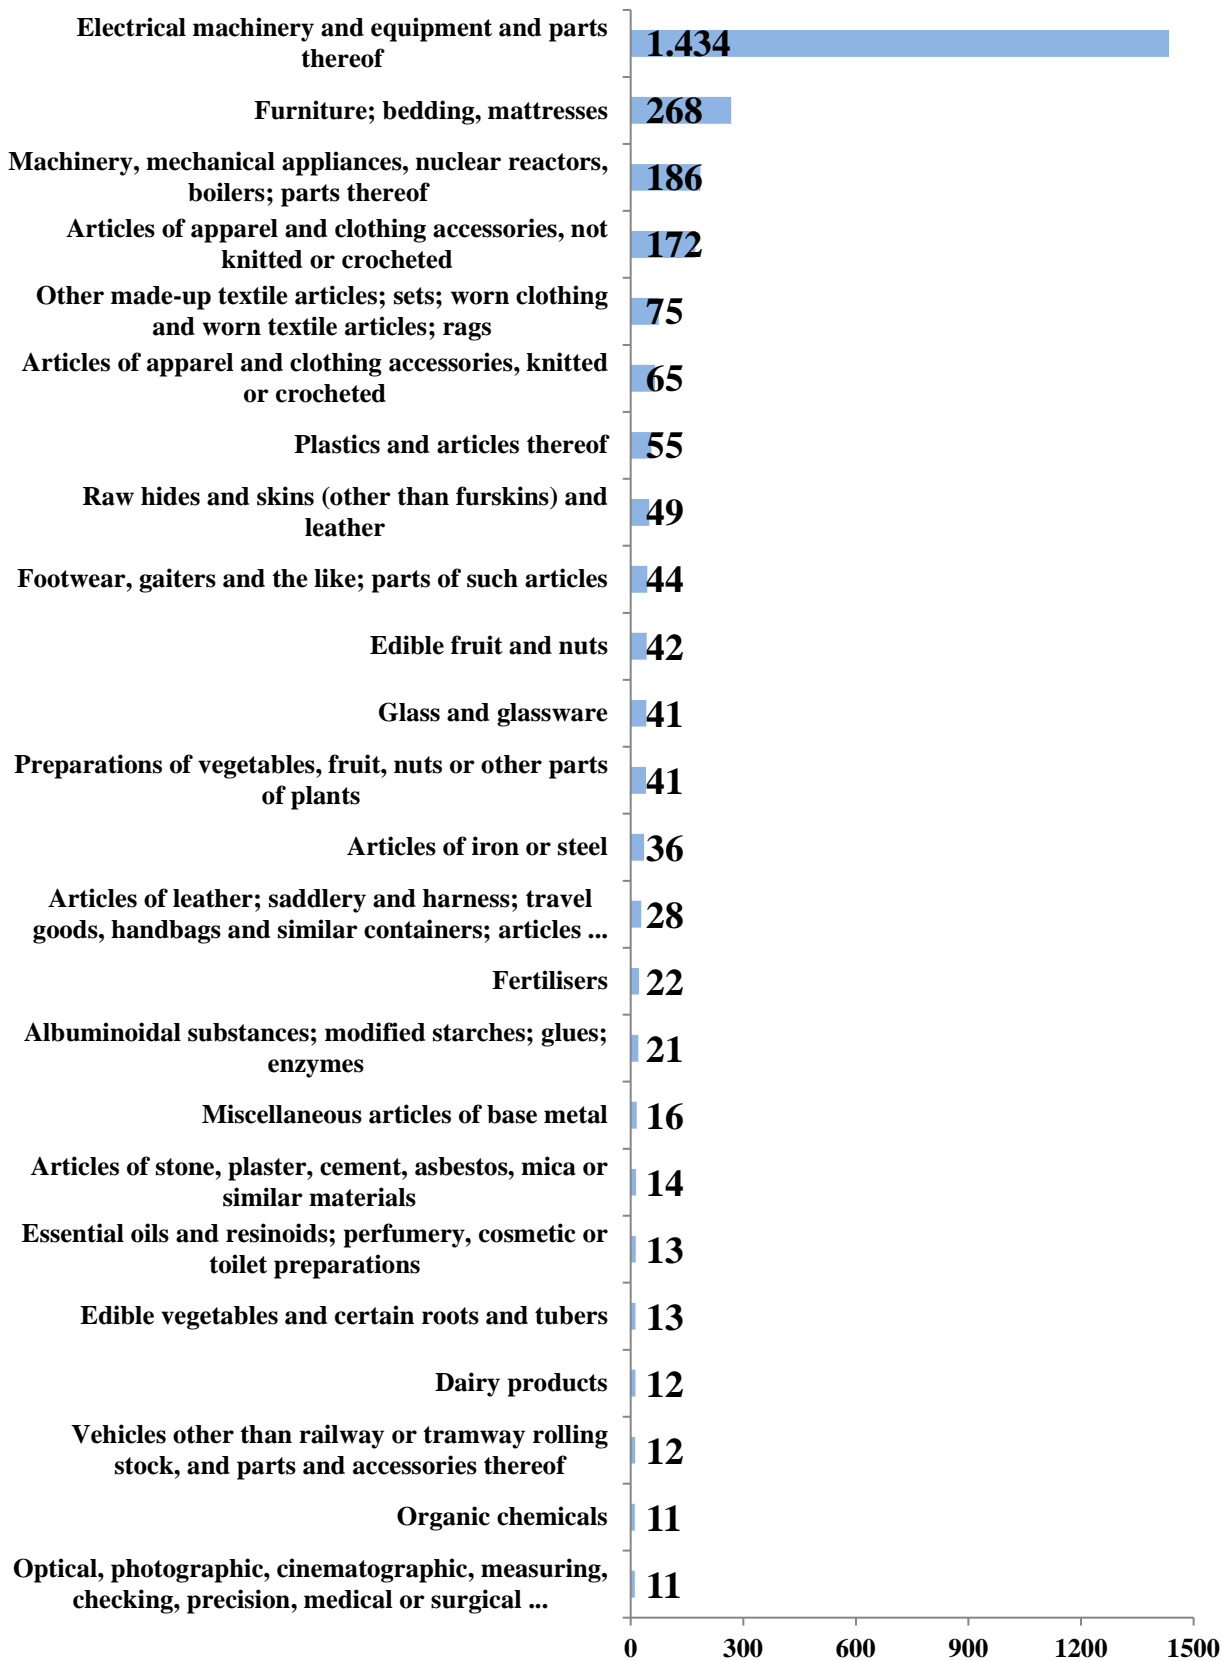 Electrical machinery and equipment and parts
thereof
1.434
Furniture; bedding, mattresses
268
Machinery, mechanical appliances, nuclear reactors,
boilers; parts thereof
186
Articles of apparel and clothing accessories, not
knitted or crocheted
172
Other made-up textile articles; sets; worn clothing
and worn textile articles; rags
75
Articles of apparel and clothing accessories, knitted
or crocheted
65
Plastics and articles thereof
55
Raw hides and skins (other than furskins) and
leather
49
Footwear, gaiters and the like; parts of such articles
44
Edible fruit and nuts
42
Glass and glassware
41
Preparations of vegetables, fruit, nuts or other parts
of plants
41
Articles of iron or steel
36
Articles of leather; saddlery and harness; travel
goods, handbags and similar containers; articles ...
28
Fertilisers
22
Albuminoidal substances; modified starches; glues;
enzymes
21
Miscellaneous articles of base metal
16
Articles of stone, plaster, cement, asbestos, mica or
similar materials
14
Essential oils and resinoids; perfumery, cosmetic or
toilet preparations
13
Edible vegetables and certain roots and tubers
13
Dairy products
12
Vehicles other than railway or tramway rolling
stock, and parts and accessories thereof
12
Organic chemicals
11
Optical, photographic, cinematographic, measuring,
checking, precision, medical or surgical ...
11
0 300 600 900 1200 1500